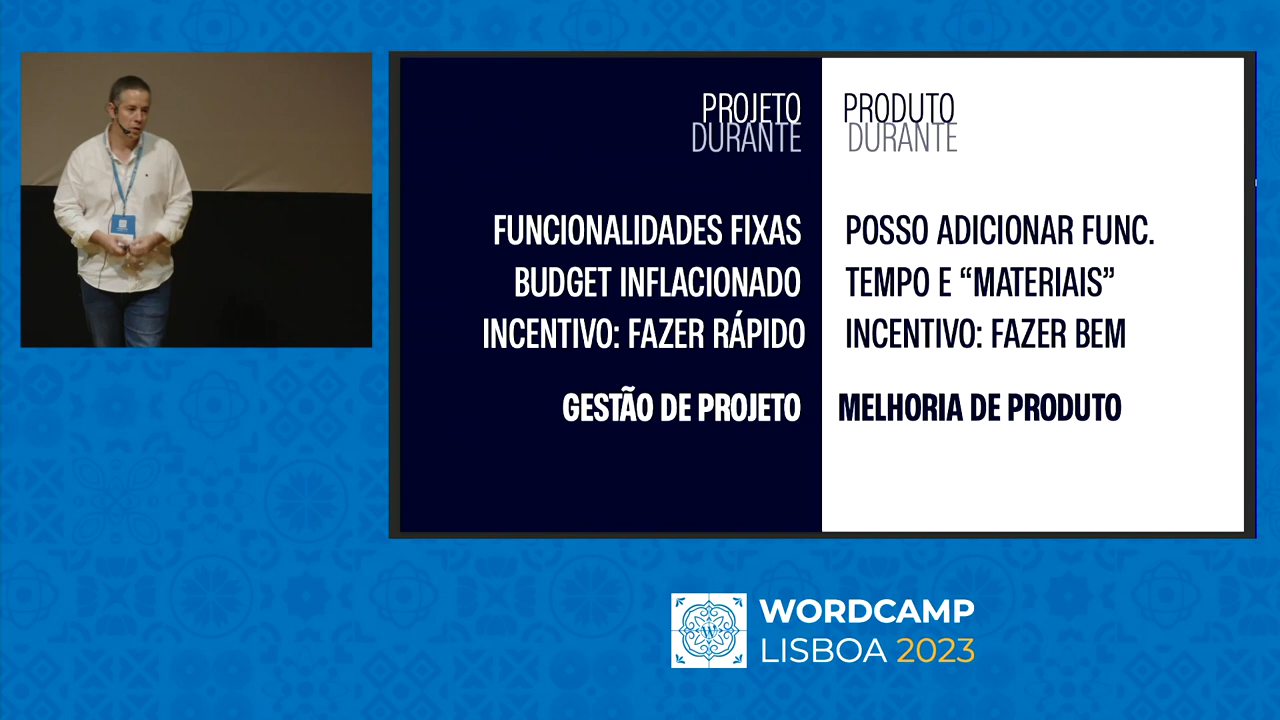 PROJETO
DURANTE
FUNCIONALIDADES FIXAS
BUDGET INFLACIONADO
INCENTIVO: FAZER RÁPIDO
GESTÃO DE PROJETO
PRODUTO
DURANTE
POSSO ADICIONAR FUNC.
TEMPO E “MATERIAIS”
INCENTIVO: FAZER BEM
MELHORIA DE PRODUTO
WORDCAMP
LISBOA 2023